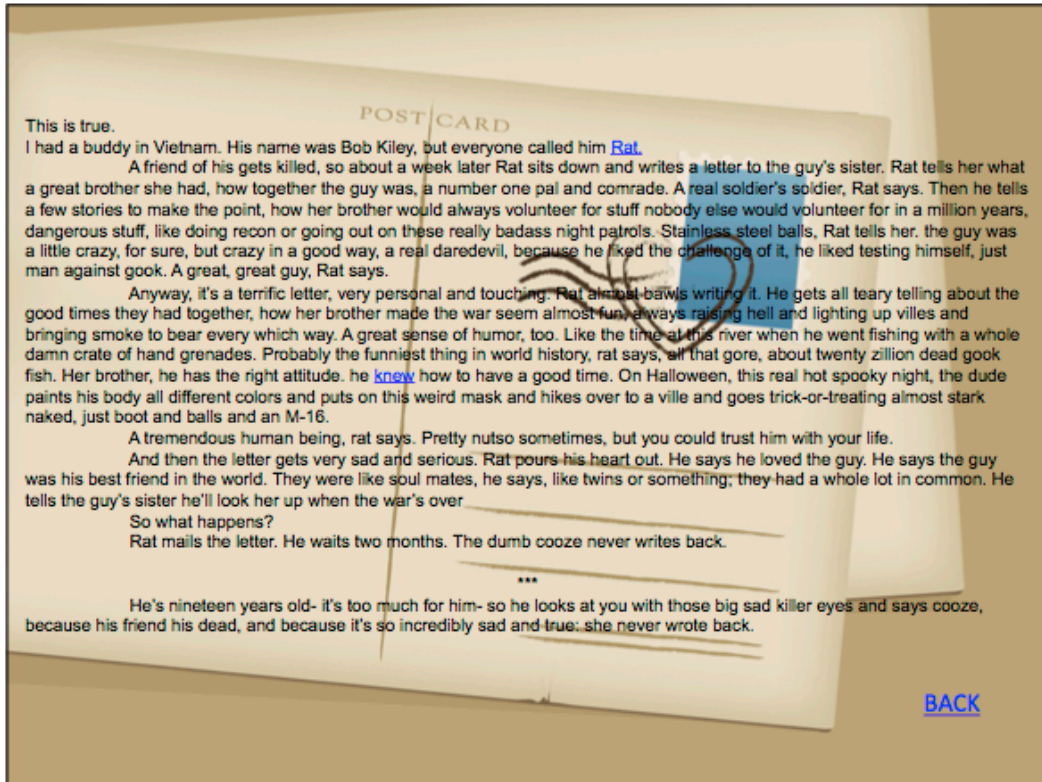 POST CARD
This is true.
I had a buddy in Vietnam. His name was Bob Kiley, but everyone called him Rat.
A friend of his gets killed, so about a week later Rat sits down and writes a letter to the guy's sister. Rat tells her what
a great brother she had, how together the guy was, a number one pal and comrade. A real soldier's soldier, Rat says. Then he tells
a few stories to make the point, how her brother would always volunteer for stuff nobody else would volunteer for in a million years,
dangerous stuff, like doing recon or going out on these really badass night patrols. Stainless steel balls, Rat tells her. the guy was
a little crazy, for sure, but crazy in a good way, a real daredevil, because he liked the challenge of it, he liked testing himself, just
man against gook. A great, great guy, Rat says.
Anyway, it's a terrific letter, very personal and touching. Rat almost bawls writing it. He gets all teary telling about the
good times they had together, how her brother made the war seem almost fun, always raising hell and lighting up villes and
bringing smoke to bear every which way. A great sense of humor, too. Like the time at this river when he went fishing with a whole
damn crate of hand grenades. Probably the funniest thing in world history, rat says, all that gore, about twenty zillion dead gook
fish. Her brother, he has the right attitude. he knew how to have a good time. On Halloween, this real hot spooky night, the dude
paints his body all different colors and puts on this weird mask and hikes over to a ville and goes trick-or-treating almost stark
naked, just boot and balls and an M-16.
A tremendous human being, rat says. Pretty nutso sometimes, but you could trust him with your life.
And then the letter gets very sad and serious. Rat pours his heart out. He says he loved the guy. He says the guy
was his best friend in the world. They were like soul mates, he says, like twins or something; they had a whole lot in common. He
tells the guy's sister he'll look her up when the war's over
So what happens?
Rat mails the letter. He waits two months. The dumb cooze never writes back.
***
He's nineteen years old- it's too much for him- so he looks at you with those big sad killer eyes and says cooze,
because his friend his dead, and because it's so incredibly sad and true: she never wrote back.
BACK